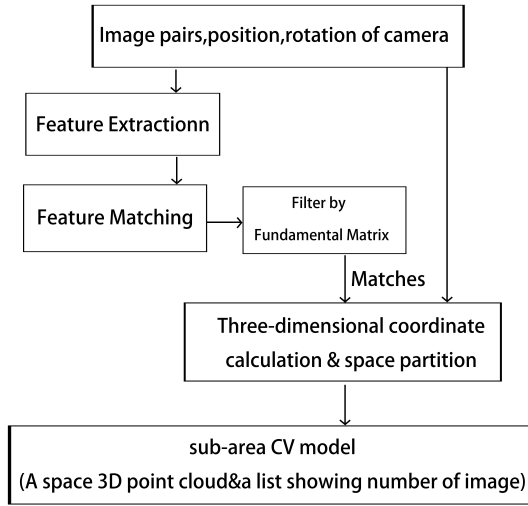 Image pairs,position,rotation of camera
Feature Extractionn
Feature Matching
Filter by
Fundamental Matrix
Matches
Three-dimensional coordinate
calculation & space partition
sub-area CV model
(A space 3D point cloud&a list showing number of image)